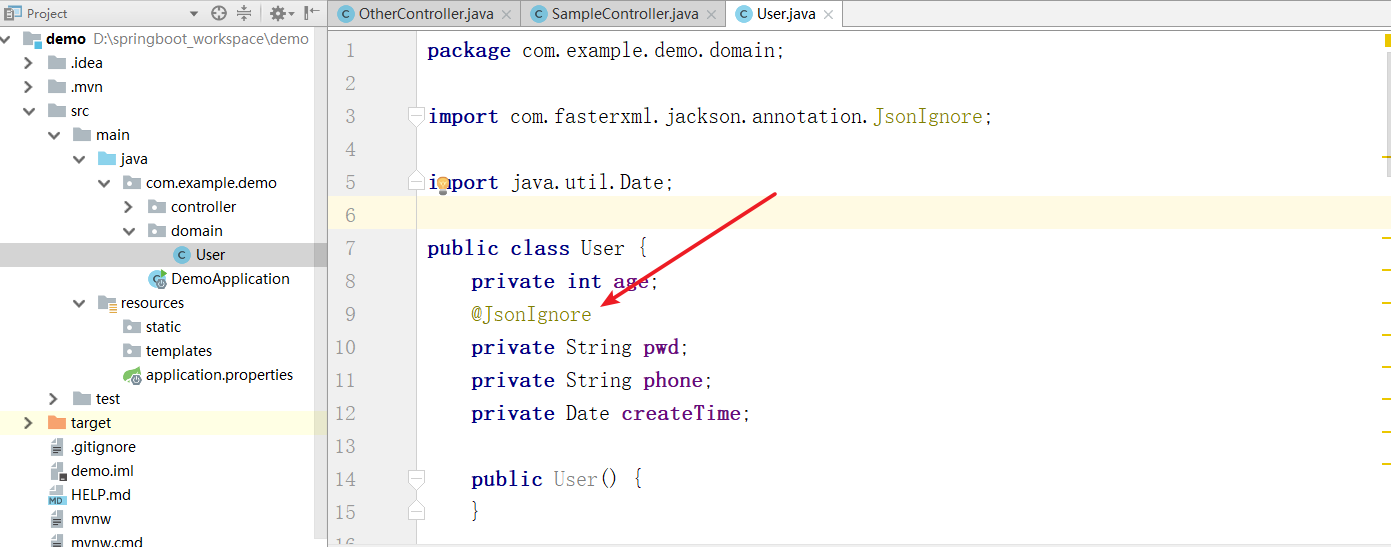 Project
demo D:\springboot_workspace\demo
.idea
.mvn
src
main
java
com.example.demo
controller
domain
User
DemoApplication
resources
static
templates
application.properties
test
target
.gitignore
demo.iml
HELP.md
mvnw
mvnw.cmd
OtherController.java
SampleController.java
User.java
1 package com.example.demo.domain;
2
3 import com.fasterxml.jackson.annotation.JsonIgnore;
4
5 import java.util.Date;
6
7 public class User {
8 private int age;
9 @JsonIgnore
10 private String pwd;
11 private String phone;
12 private Date createTime;
13
14 public User() {
15 }
16